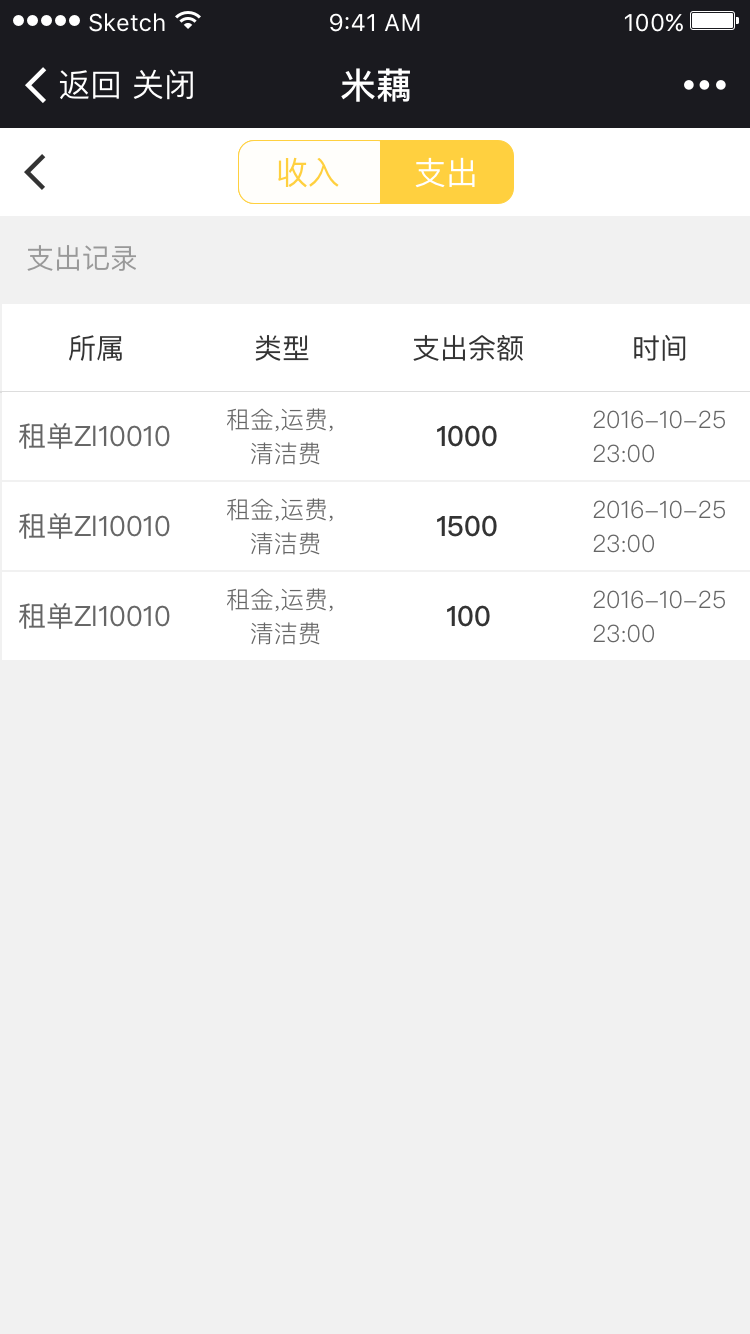 Sketch 9:41 AM 100%
返回 关闭 米藕
收入 支出
支出记录
所属 类型 支出余额 时间
租单Zl10010 租金,运费, 清洁费 1000 2016-10-25 23:00
租单Zl10010 租金,运费, 清洁费 1500 2016-10-25 23:00
租单Zl10010 租金,运费, 清洁费 100 2016-10-25 23:00